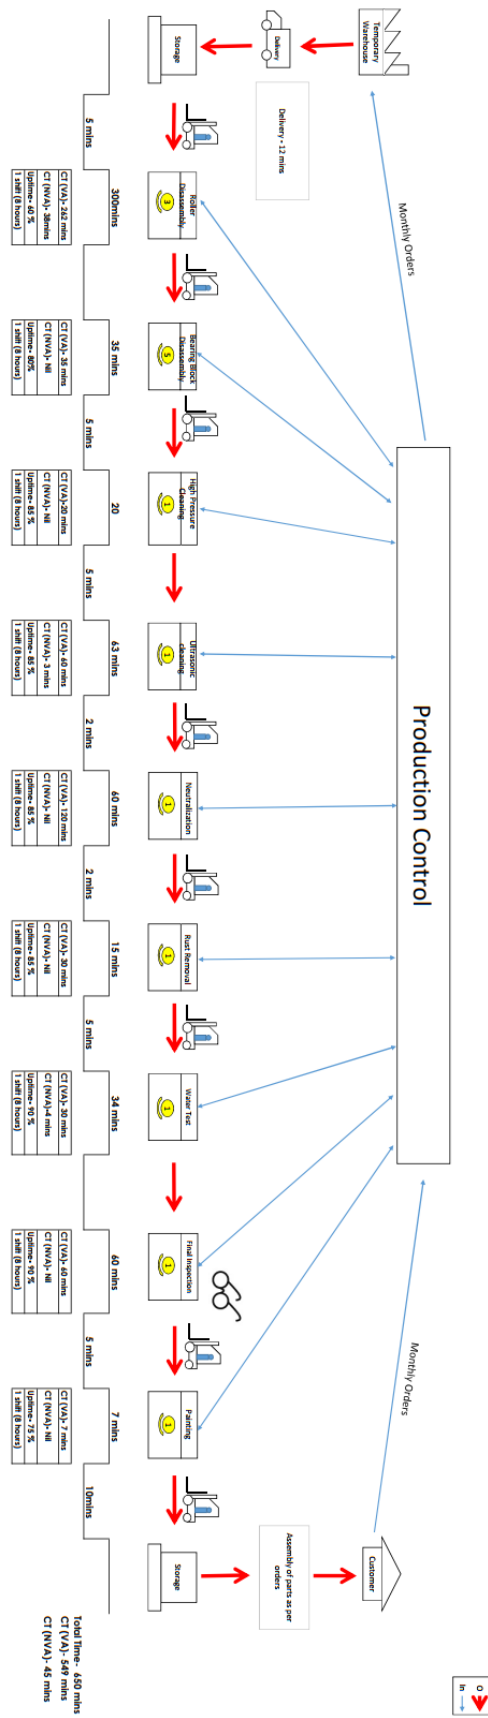 Temporary
Warehouse
Delivery
Storage
Delivery - 12 mins
Monthly Orders
Production Control
Monthly Orders
Customer
Assembly of parts as per
orders
Storage
O
In
Roller
Disassembly
3
Bearing Block
Disassembly
5
High Pressure
Cleaning
1
Ultrasonic
cleaning
1
Neutralization
1
Rust Removal
1
Water Test
1
Final Inspection
1
Painting
1
5 mins
300mins
35 mins
5 mins
20
5 mins
63 mins
2 mins
60 mins
2 mins
15 mins
5 mins
34 mins
60 mins
5 mins
7 mins
10mins
CT (VA)- 262 mins
CT (NVA)- 38mins
Uptime- 60 %
1 shift (8 hours)
CT (VA)- 35 mins
CT (NVA)- Nil
Uptime- 80%
1 shift (8 hours)
CT (VA)-20 mins
CT (NVA)- Nil
Uptime- 85 %
1 shift (8 hours)
CT (VA)- 60 mins
CT (NVA)- 3 mins
Uptime- 85 %
1 shift (8 hours)
CT (VA)- 120 mins
CT (NVA)- Nil
Uptime- 85 %
1 shift (8 hours)
CT (VA)- 30 mins
CT (NVA)- Nil
Uptime- 85 %
1 shift (8 hours)
CT (VA)- 30 mins
CT (NVA)-4 mins
Uptime- 90 %
1 shift (8 hours)
CT (VA)- 60 mins
CT (NVA)- Nil
Uptime- 90 %
1 shift (8 hours)
CT (VA)- 7 mins
CT (NVA)- Nil
Uptime- 75 %
1 shift (8 hours)
Total Time- 650 mins
CT (VA)- 549 mins
CT (NVA)- 45 mins